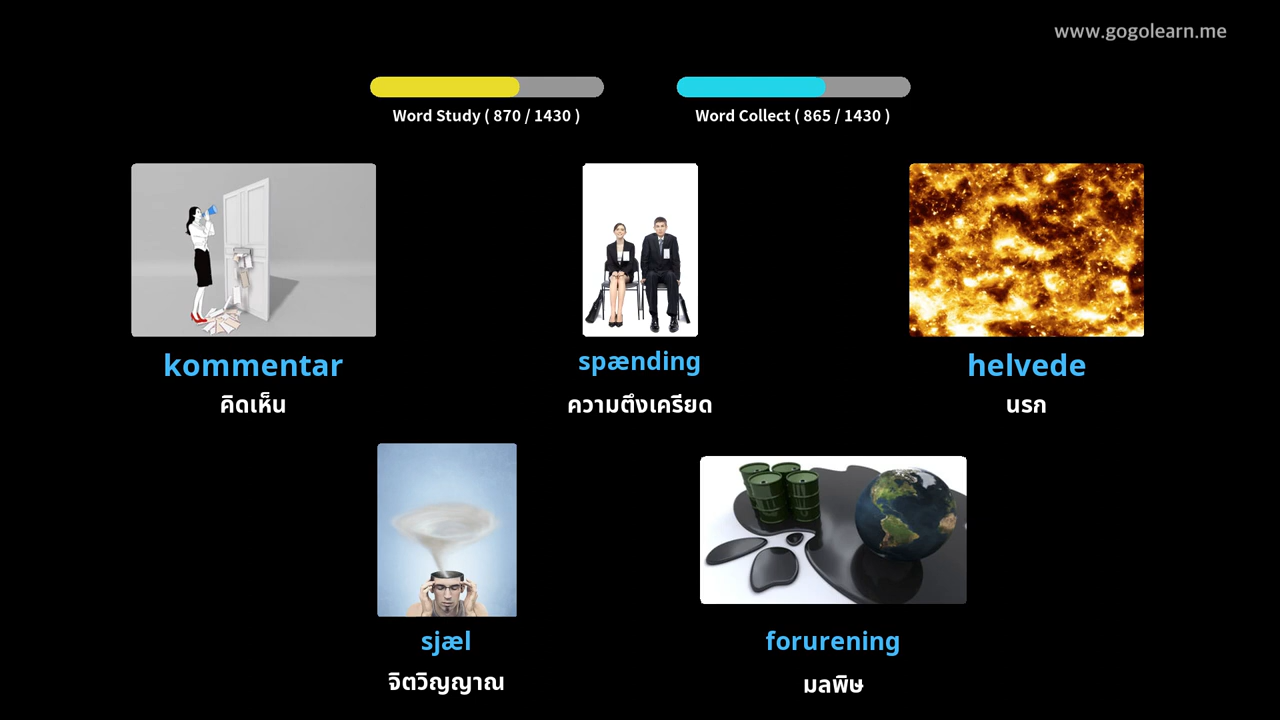 www.gogolearn.me
Word Study ( 870 / 1430 )
Word Collect ( 865 / 1430 )
kommentar
คิดเห็น
spænding
ความตึงเครียด
helvede
นรก
sjæl
จิตวิญญาณ
forurening
มลพิษ